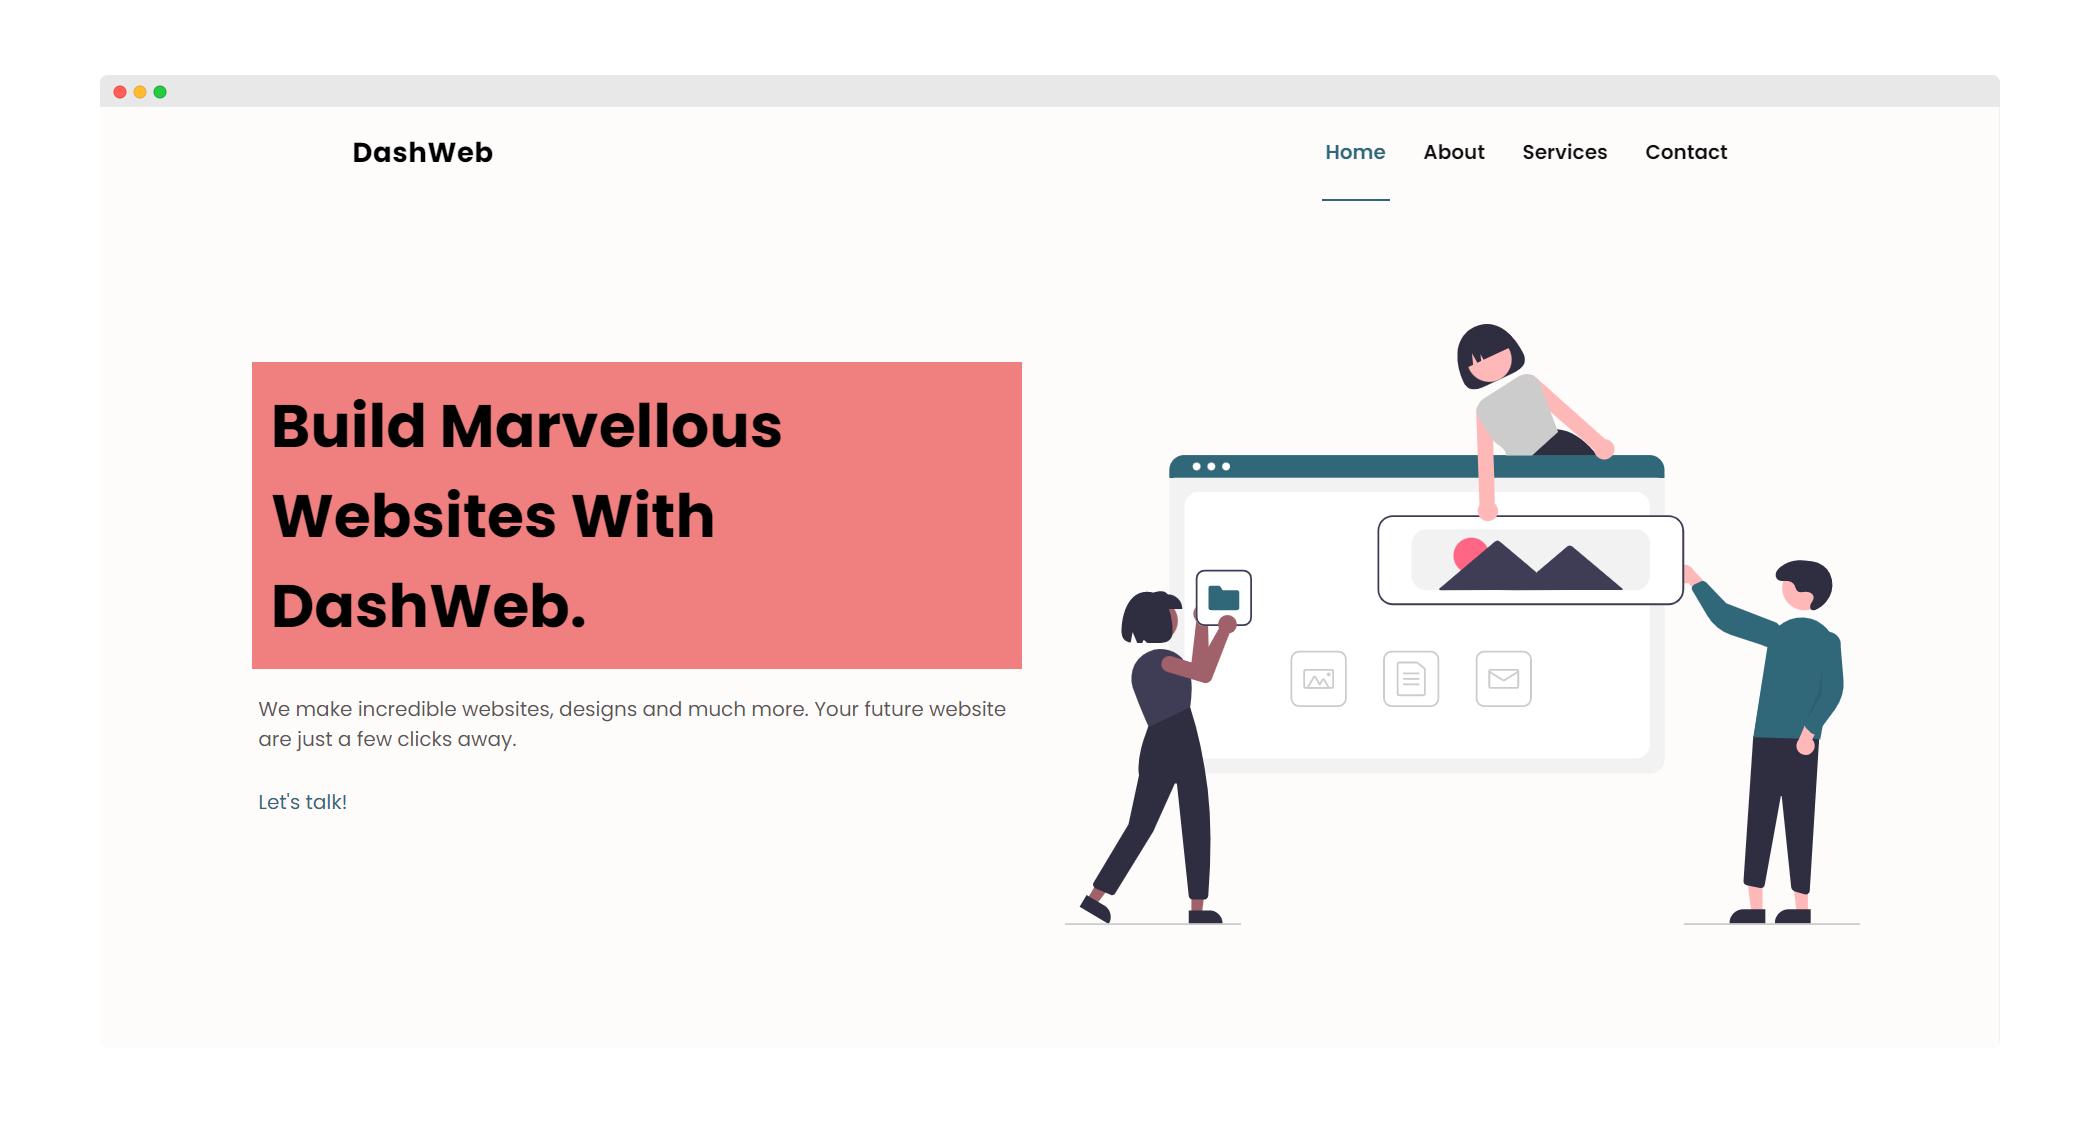 DashWeb
Home About Services Contact
Build Marvellous
Websites With
DashWeb.
We make incredible websites, designs and much more. Your future website
are just a few clicks away.
Let's talk!